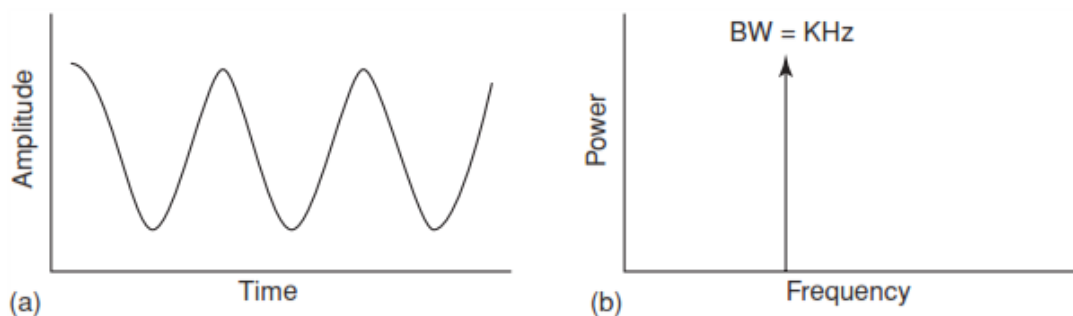 Amplitude
Time
(a)
BW = KHz
Power
Frequency
(b)